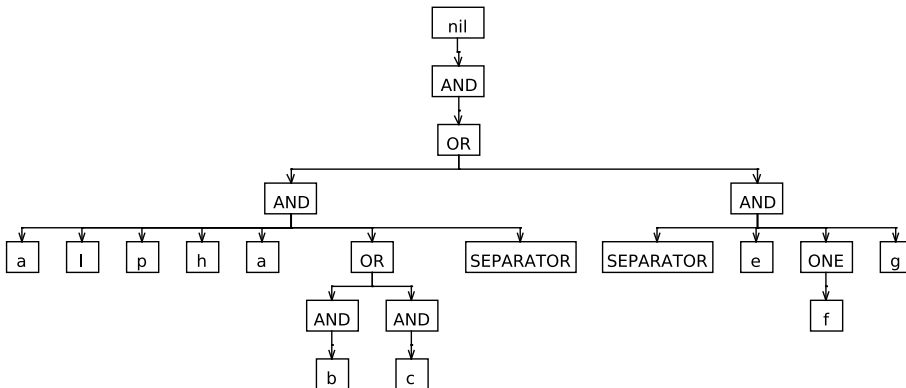 nil
AND
OR
AND AND
a l p h a OR SEPARATOR SEPARATOR e ONE g
AND AND f
b c